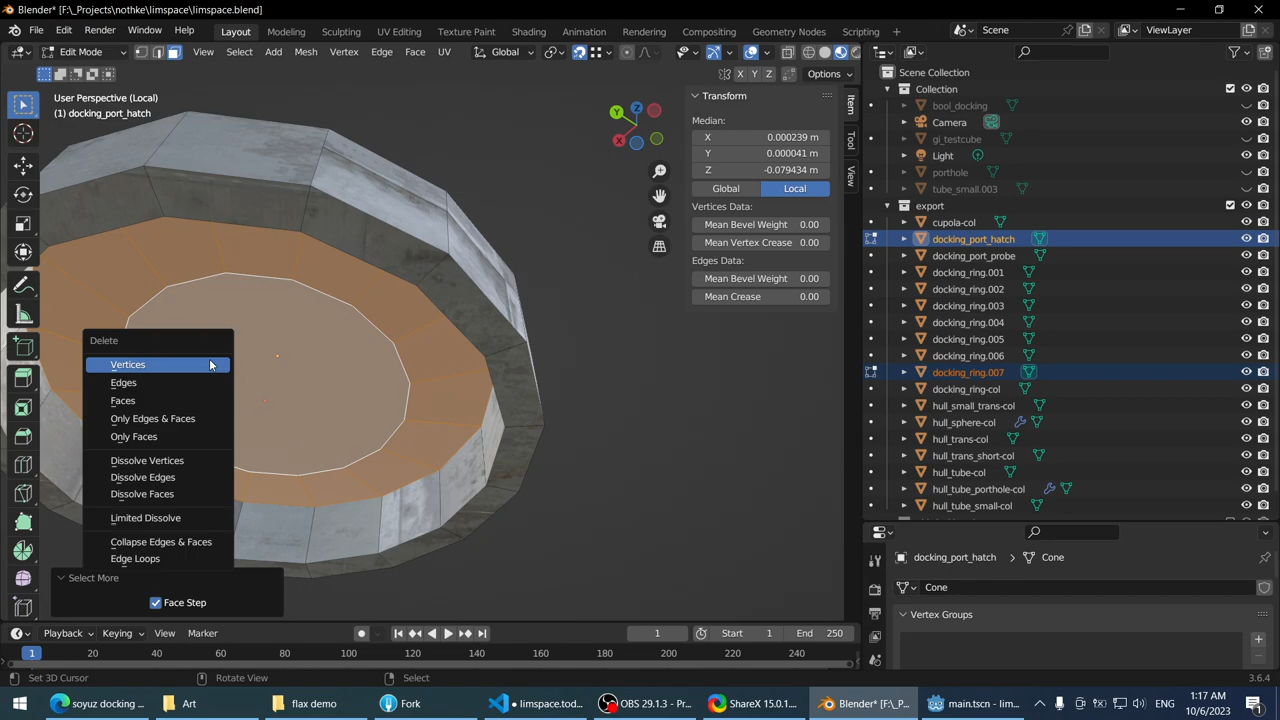 Blender* [F:\_Projects\_nothke/limspace\limspace.blend]
File Edit Render Window Help Layout Modeling Sculpting UV Editing Texture Paint Shading Animation Rendering Compositing Geometry Nodes Scripting Scene ViewLayer
Edit Mode View Select Add Mesh Vertex Edge Face UV Global
X Y Z Options
User Perspective (Local)
(1) docking_port_hatch
Y Z X
Delete
Vertices
Edges
Faces
Only Edges & Faces
Only Faces
Dissolve Vertices
Dissolve Edges
Dissolve Faces
Limited Dissolve
Collapse Edges & Faces
Edge Loops
Select More
Face Step
Transform
Median:
X 0.000239 m
Y 0.000041 m
Z -0.079434 m
Global Local
Vertices Data:
Mean Bevel Weight 0.00
Mean Vertex Crease 0.00
Edges Data:
Mean Bevel Weight 0.00
Mean Crease 0.00
Item
Tool
View
Scene Collection
Collection
bool_docking
Camera
gi_testcube
Light
porthole
tube_small.003
export
cupola-col
docking_port_hatch
docking_port_probe
docking_ring.001
docking_ring.002
docking_ring.003
docking_ring.004
docking_ring.005
docking_ring.006
docking_ring.007
docking_ring-col
hull_small_trans-col
hull_sphere-col
hull_trans-col
hull_trans_short-col
hull_tube-col
hull_tube_porthole-col
hull_tube_small-col
docking_port_hatch Cone
Cone
Vertex Groups
Playback Keying View Marker 1 Start 1 End 250
1 20 40 60 80 100 120 140 160 180 200 220 240
Set 3D Cursor Rotate View Select 3.6.4
soyuz docking ... Art flax demo Fork • limspace.tod... OBS 29.1.3 - Pr... ShareX 15.0.1... Blender* [F:\_P... main.tscn - lim... ENG 1:17 AM
10/6/2023 1